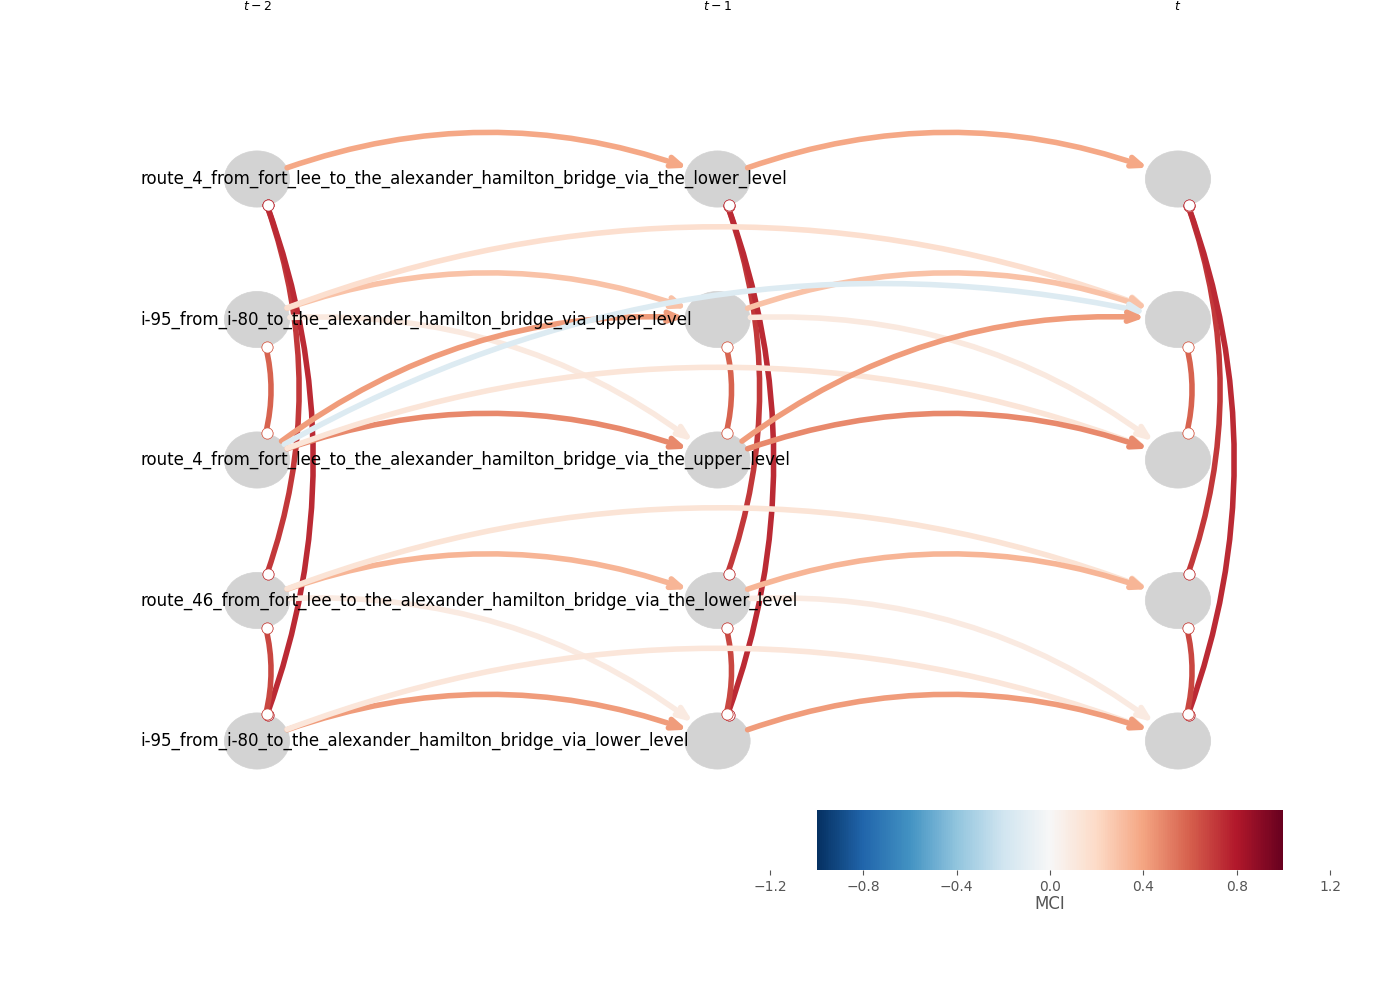 t − 2 t − 1 t
route_4_from_fort_lee_to_the_alexander_hamilton_bridge_via_the_lower_level
i-95_from_i-80_to_the_alexander_hamilton_bridge_via_upper_level
route_4_from_fort_lee_to_the_alexander_hamilton_bridge_via_the_upper_level
route_46_from_fort_lee_to_the_alexander_hamilton_bridge_via_the_lower_level
i-95_from_i-80_to_the_alexander_hamilton_bridge_via_lower_level
−1.2 −0.8 −0.4 0.0 0.4 0.8 1.2
MCI